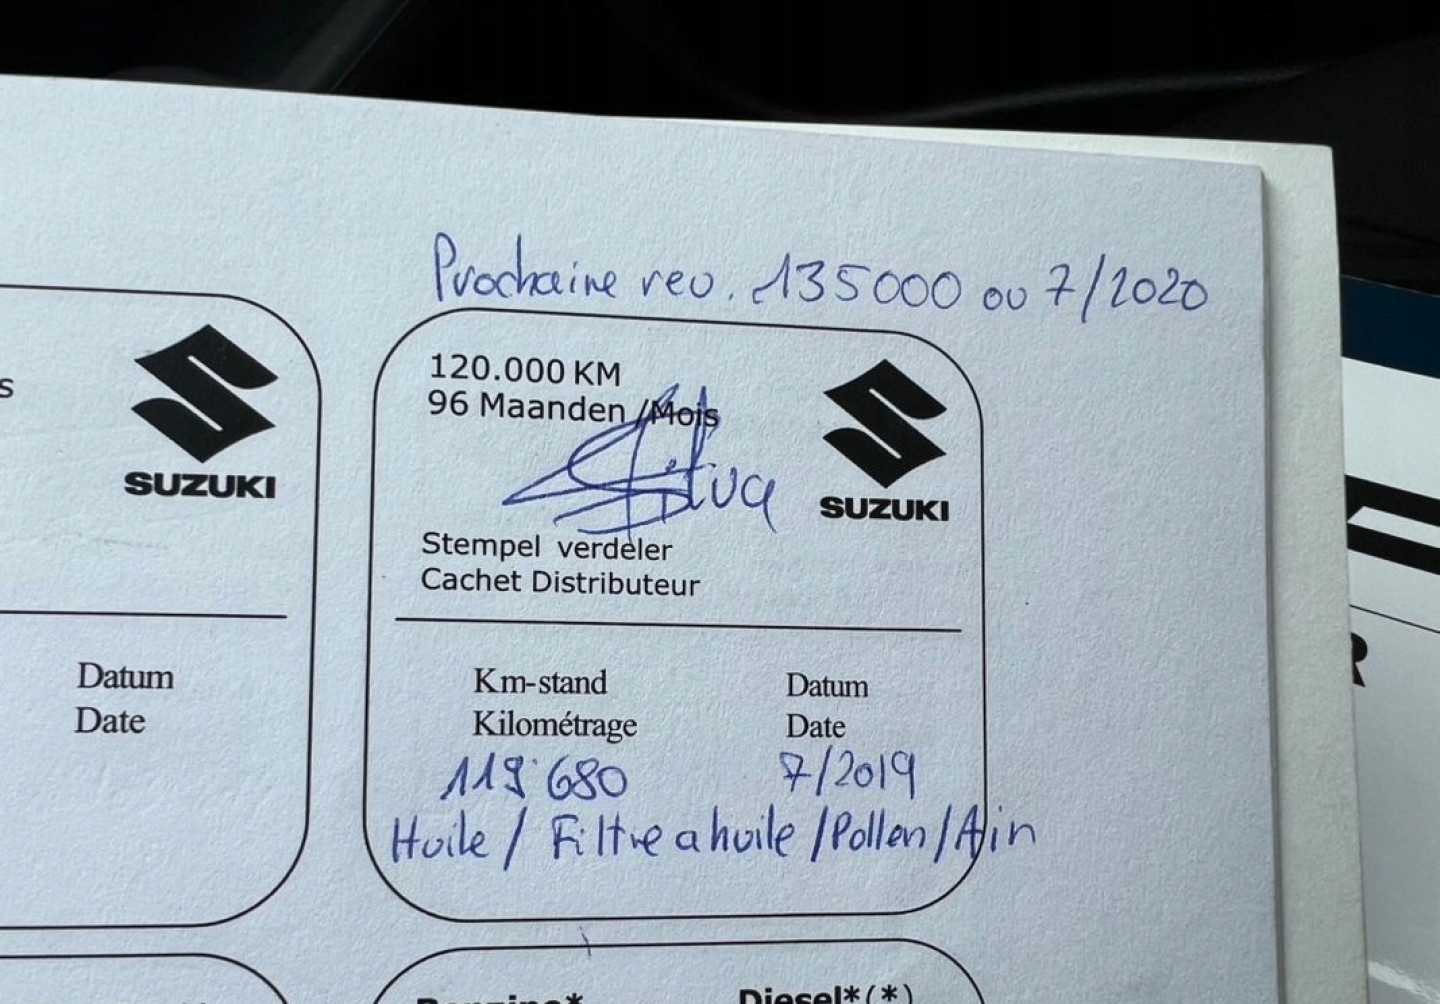 Prochaine rev. 135000 ou 7/2020
s
SUZUKI
120.000 KM
96 Maanden /Mois
SUZUKI
Stempel verdeler
Cachet Distributeur
Datum
Date
Km-stand
Kilométrage
Datum
Date
119'680
7/2019
Huile / Filtre a huile / Pollen / Air
Benzine*
Diesel*(*)
R